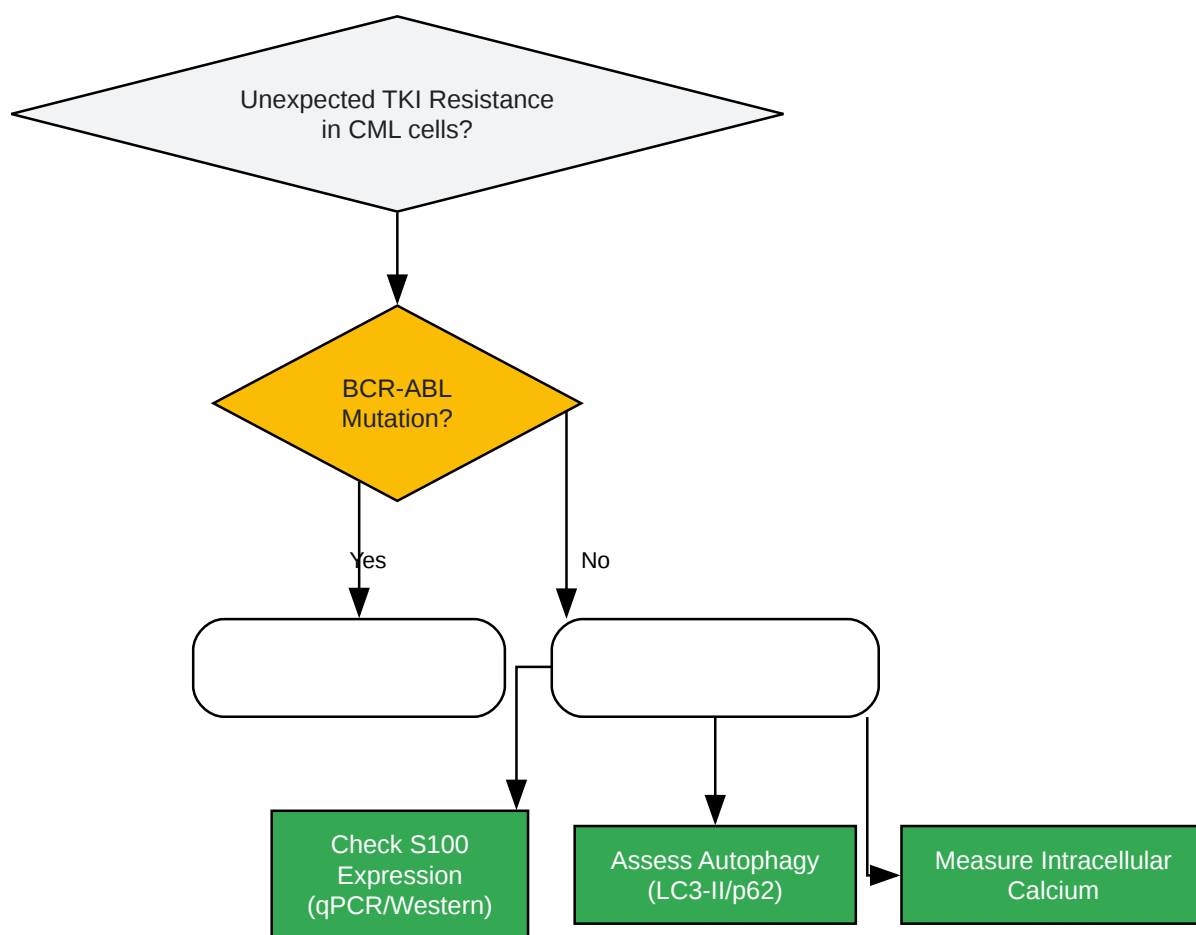 Unexpected TKI Resistance
in CML cells?
BCR-ABL
Mutation?
Yes
No
Check S100
Expression
(qPCR/Western)
Assess Autophagy
(LC3-II/p62)
Measure Intracellular
Calcium